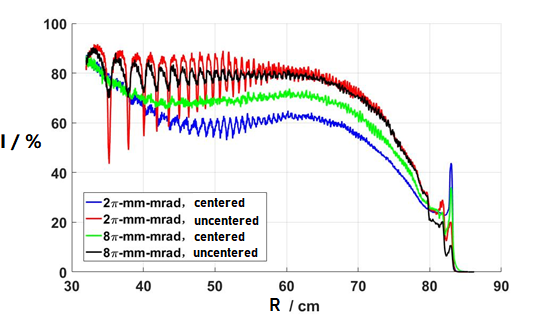 100
80
60
40
20
0
I / %
2π-mm-mrad, centered
2π-mm-mrad, uncentered
8π-mm-mrad, centered
8π-mm-mrad, uncentered
30 40 50 60 70 80 90
R / cm